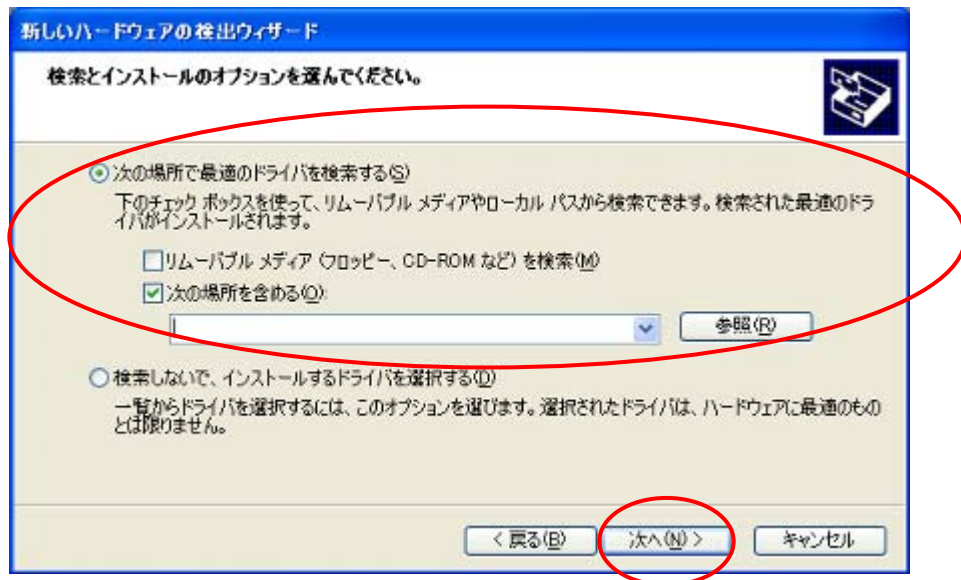 新しいハードウェアの検出ウィザード
検索とインストールのオプションを選んでください。
次の場所で最適のドライバを検索する(S)
下のチェック ボックスを使って、リムーバブル メディアやローカル パスから検索できます。検索された最適のドラ
イバがインストールされます。
リムーバブル メディア (フロッピー、CD-ROM など) を検索(M)
次の場所を含める(O):
参照(R)
検索しないで、インストールするドライバを選択する(D)
一覧からドライバを選択するには、このオプションを選びます。選択されたドライバは、ハードウェアに最適のもの
とは限りません。
< 戻る(B) 次へ(N) > キャンセル